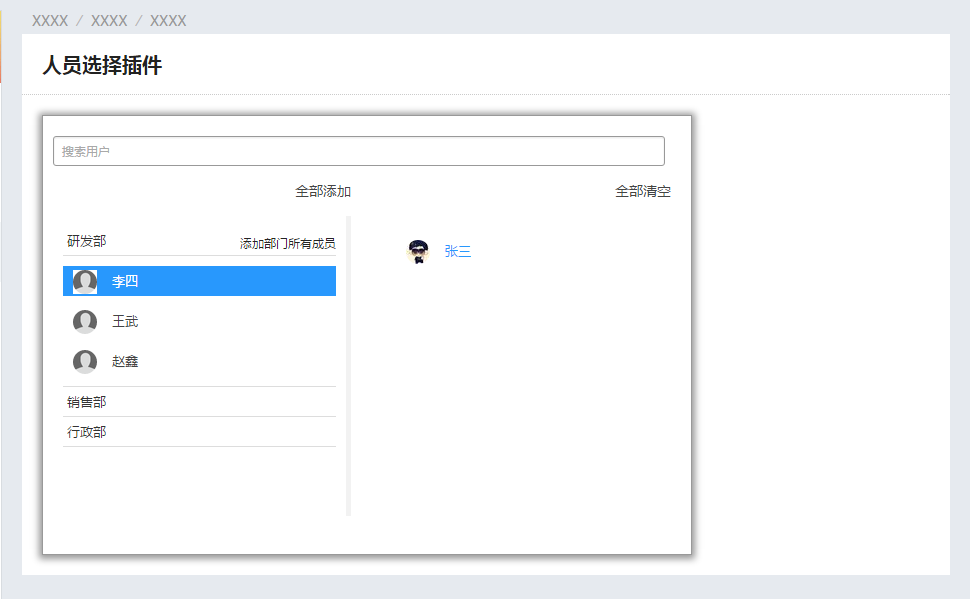 XXXX / XXXX / XXXX
人员选择插件
搜索用户
全部添加
全部清空
研发部
添加部门所有成员
李四
王武
赵鑫
销售部
行政部
张三